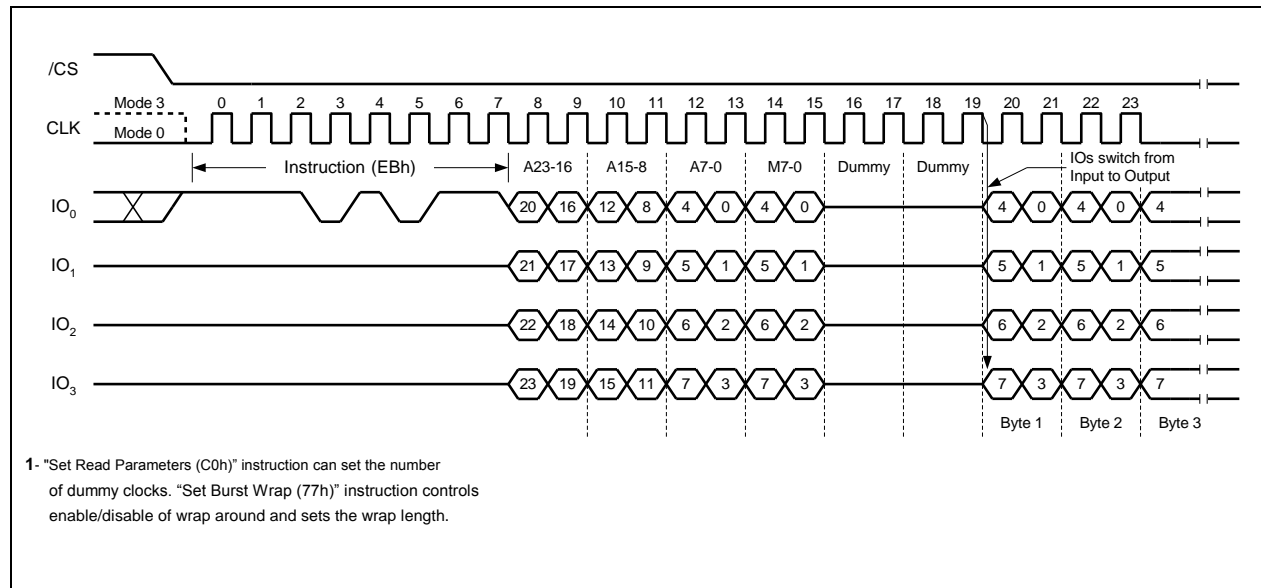 /CS
Mode 3 0 1 2 3 4 5 6 7 8 9 10 11 12 13 14 15 16 17 18 19 20 21 22 23
CLK
Mode 0
Instruction (EBh) A23-16 A15-8 A7-0 M7-0 Dummy Dummy
IOs switch from
Input to Output
IO0 20 16 12 8 4 0 4 0 4 0 4 0 4
IO1 21 17 13 9 5 1 5 1 5 1 5 1 5
IO2 22 18 14 10 6 2 6 2 6 2 6 2 6
IO3 23 19 15 11 7 3 7 3 7 3 7 3 7
Byte 1 Byte 2 Byte 3
1- "Set Read Parameters (C0h)” instruction can set the number
of dummy clocks. “Set Burst Wrap (77h)” instruction controls
enable/disable of wrap around and sets the wrap length.